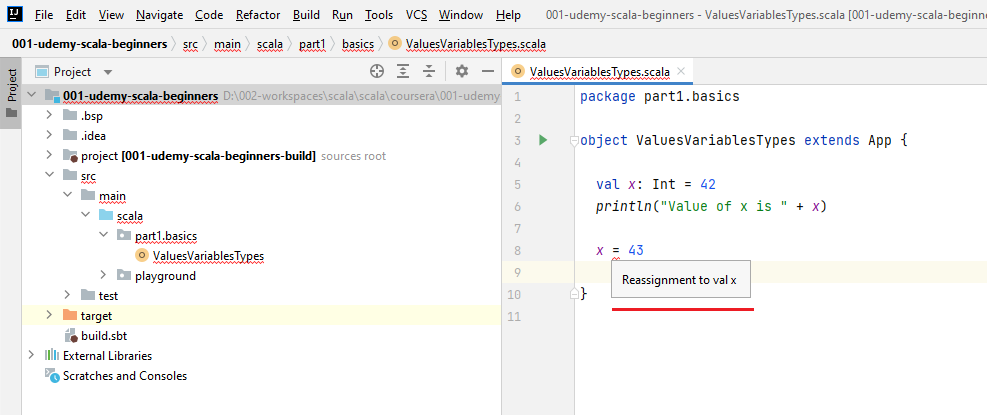 File Edit View Navigate Code Refactor Build Run Tools VCS Window Help 001-udemy-scala-beginners - ValuesVariablesTypes.scala [001-udemy-scala-beginne
001-udemy-scala-beginners src main scala part1 basics ValuesVariablesTypes.scala
Project
Project
ValuesVariablesTypes.scala
001-udemy-scala-beginners D:\002-workspaces\scala\scala\coursera\001-udemy
.bsp
.idea
project [001-udemy-scala-beginners-build] sources root
src
main
scala
part1.basics
ValuesVariablesTypes
playground
test
target
build.sbt
External Libraries
Scratches and Consoles
1 package part1.basics
2
3 object ValuesVariablesTypes extends App {
4
5 val x: Int = 42
6 println("Value of x is " + x)
7
8 x = 43
9
Reassignment to val x
10 }
11